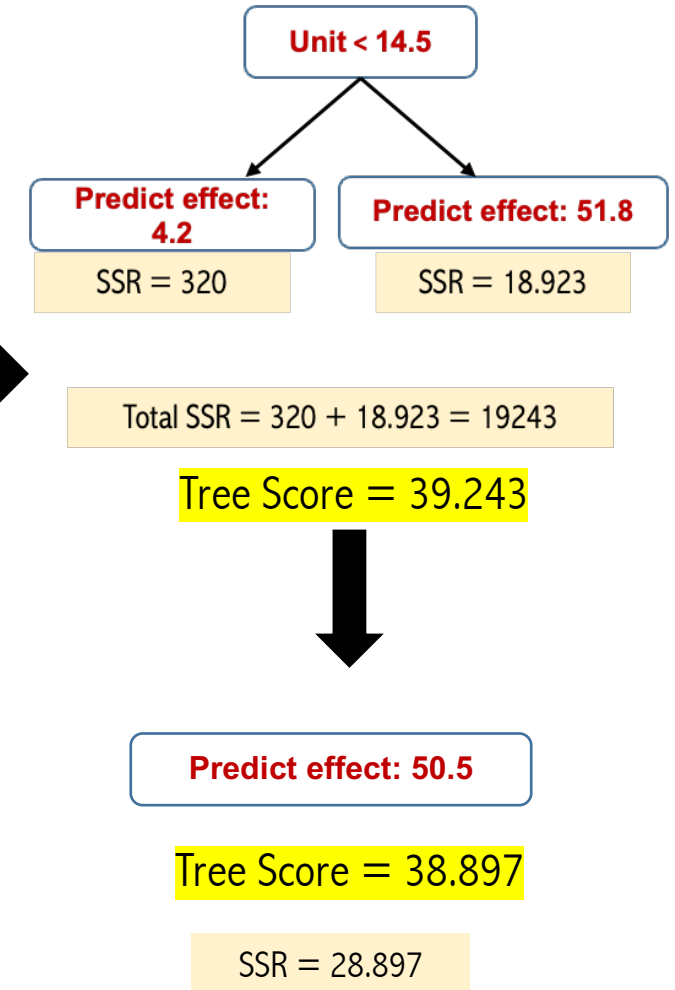 Unit < 14.5
Predict effect:
4.2
Predict effect: 51.8
SSR = 320
SSR = 18.923
Total SSR = 320 + 18.923 = 19243
Tree Score = 39.243
Predict effect: 50.5
Tree Score = 38.897
SSR = 28.897